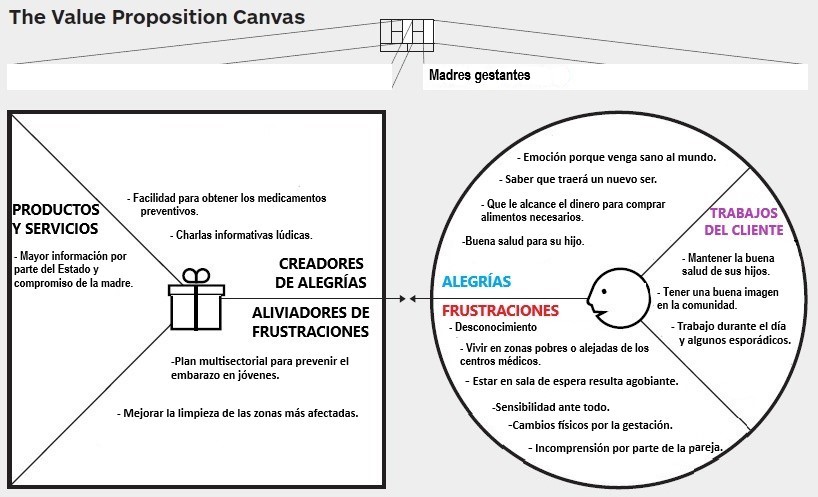 The Value Proposition Canvas
Madres gestantes
- Facilidad para obtener los medicamentos
preventivos.
- Charlas informativas lúdicas.
PRODUCTOS
Y SERVICIOS
- Mayor información por
parte del Estado y
compromiso de la madre.
CREADORES
DE ALEGRÍAS
ALIVIADORES DE
FRUSTRACIONES
-Plan multisectorial para prevenir el
embarazo en jóvenes.
- Mejorar la limpieza de las zonas más afectadas.
- Emoción porque venga sano al mundo.
- Saber que traerá un nuevo ser.
- Que le alcance el dinero para comprar
alimentos necesarios.
-Buena salud para su hijo.
ALEGRÍAS
FRUSTRACIONES
- Desconocimiento
- Vivir en zonas pobres o alejadas de los
centros médicos.
- Estar en sala de espera resulta agobiante.
-Sensibilidad ante todo.
-Cambios físicos por la gestación.
- Incomprensión por parte de la pareja.
TRABAJOS
DEL CLIENTE
- Mantener la buena
salud de sus hijos.
- Tener una buena imagen
en la comunidad.
- Trabajo durante el día
y algunos esporádicos.